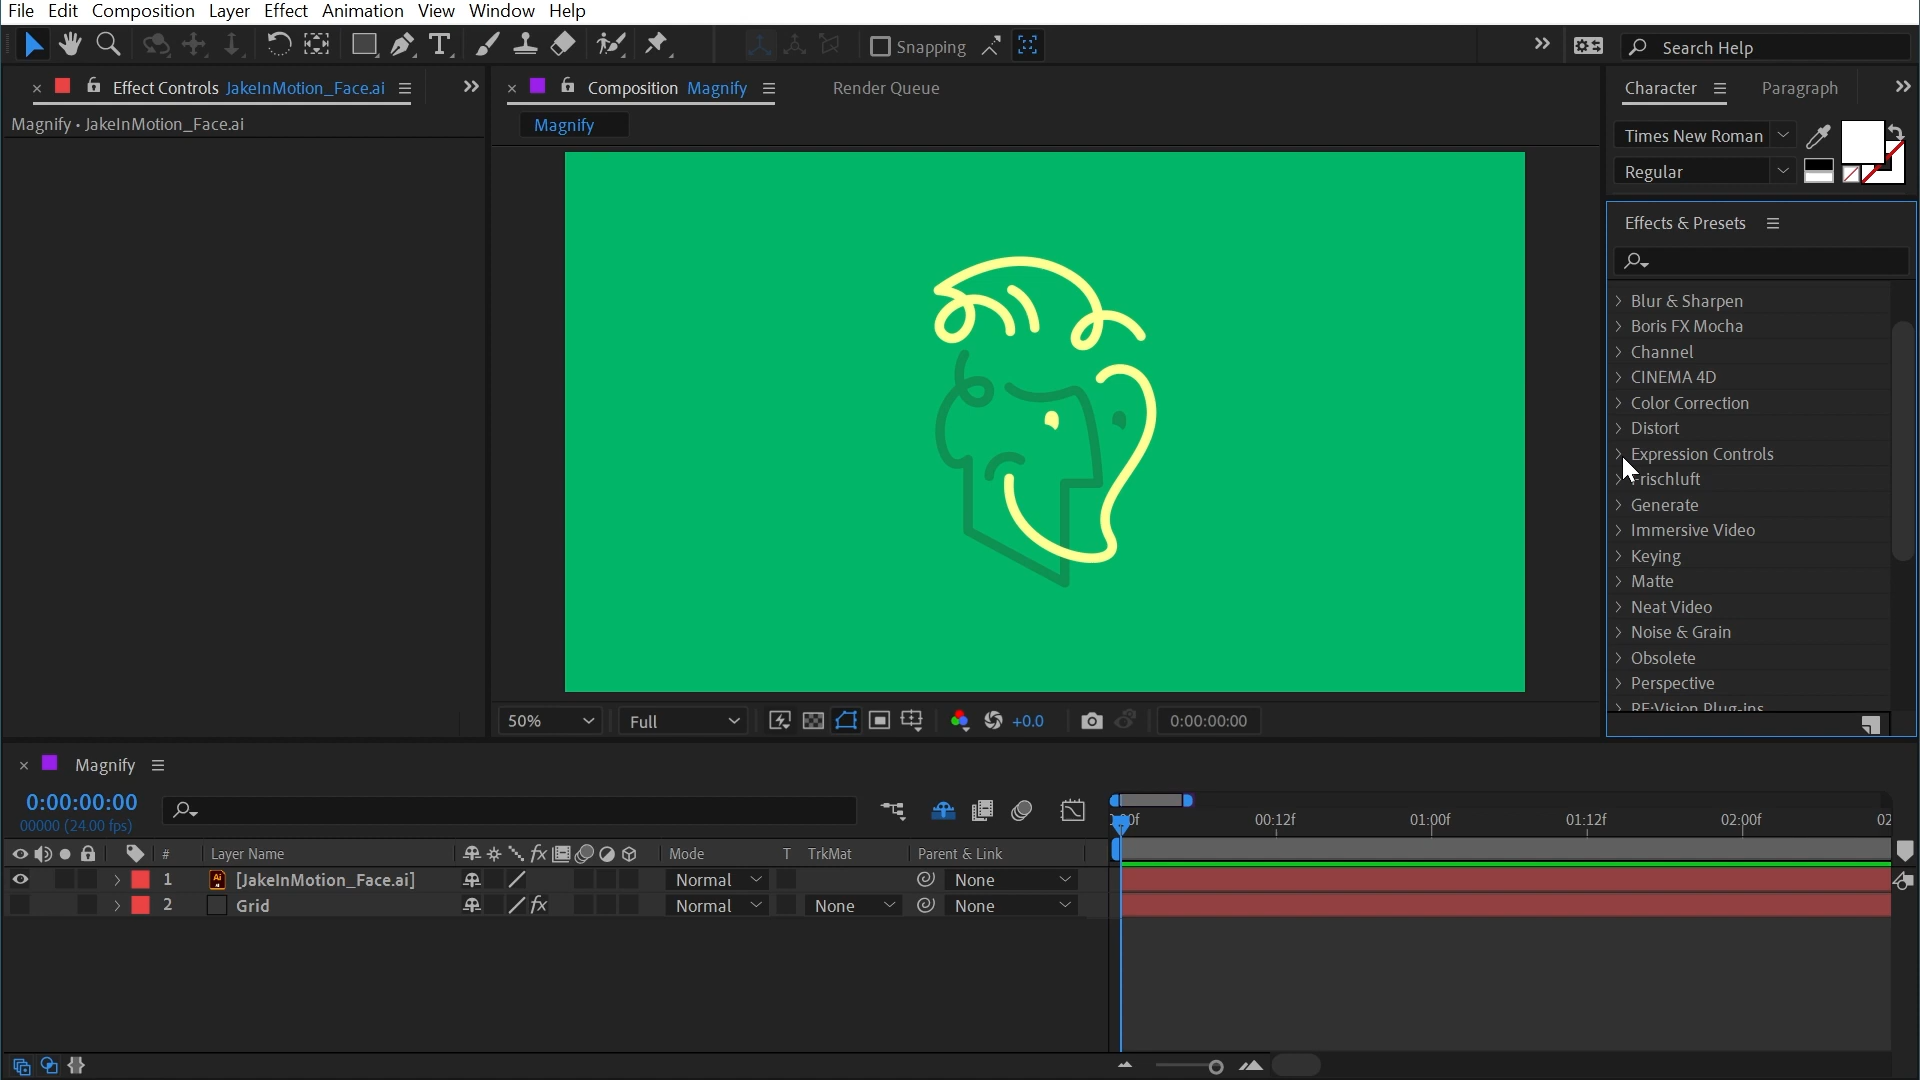 File Edit Composition Layer Effect Animation View Window Help
Snapping
Search Help
Effect Controls JakeInMotion_Face.ai
Composition Magnify
Render Queue
Character
Paragraph
Magnify • JakeInMotion_Face.ai
Magnify
Times New Roman
Regular
Effects & Presets
Blur & Sharpen
Boris FX Mocha
Channel
CINEMA 4D
Color Correction
Distort
Expression Controls
Frischluft
Generate
Immersive Video
Keying
Matte
Neat Video
Noise & Grain
Obsolete
Perspective
RE:Vision Plug-ins
50%
Full
+0.0
0:00:00:00
Magnify
0:00:00:00
00000 (24.00 fps)
00:12f
01:00f
01:12f
02:00f
02
# Layer Name
fx
Mode
T TrkMat
Parent & Link
1 Ai [JakeInMotion_Face.ai] Normal None
2 Grid fx Normal None None